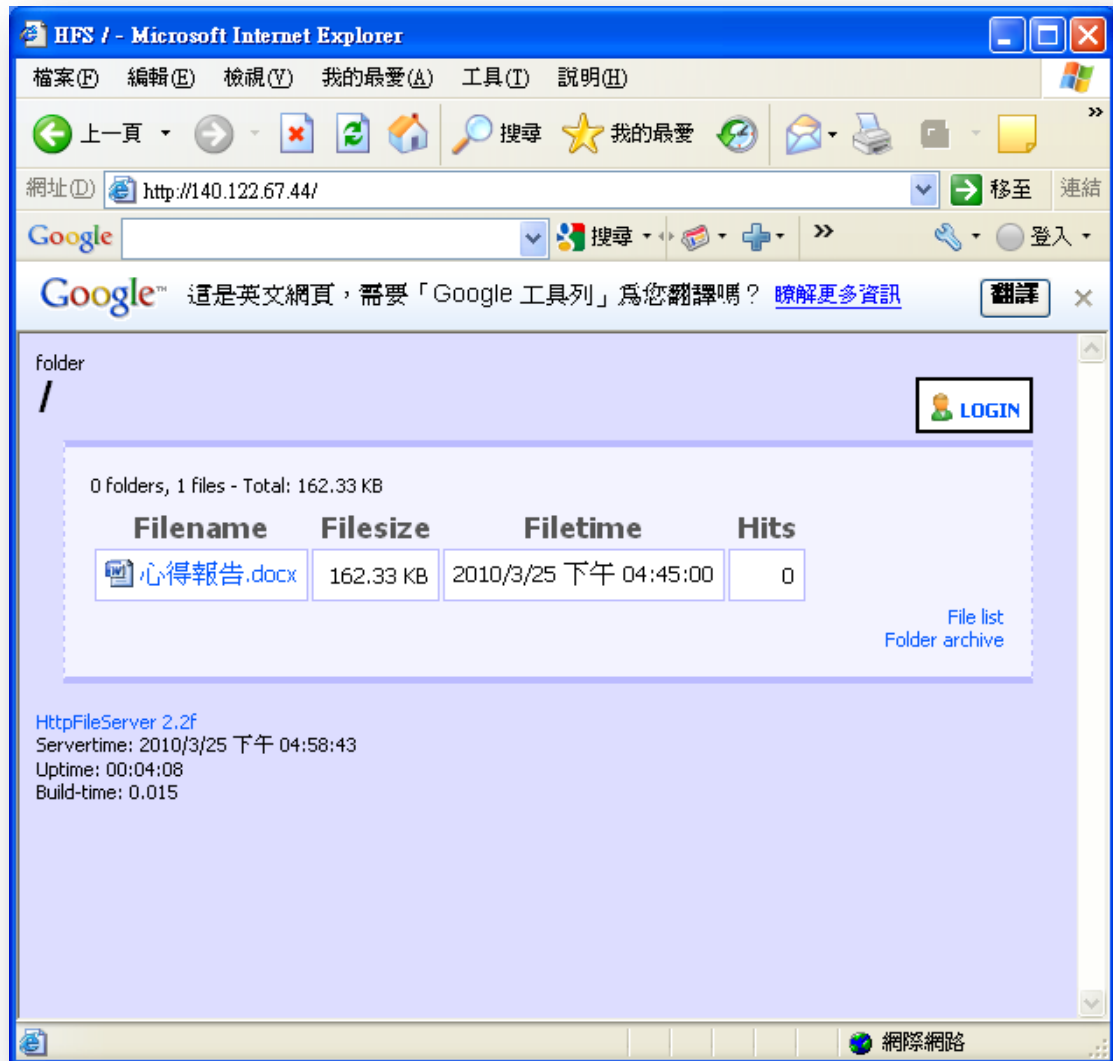 HFS / - Microsoft Internet Explorer
檔案(F) 編輯(E) 檢視(V) 我的最愛(A) 工具(T) 說明(H)
上一頁 搜尋 我的最愛 »
網址(D) http://140.122.67.44/ 移至 連結
Google 搜尋 » 登入
Google™ 這是英文網頁，需要「Google 工具列」為您翻譯嗎？ 瞭解更多資訊 翻譯 ×
folder
/
LOGIN
0 folders, 1 files - Total: 162.33 KB
Filename Filesize Filetime Hits
心得報告.docx 162.33 KB 2010/3/25 下午 04:45:00 0
File list
Folder archive
HttpFileServer 2.2f
Servertime: 2010/3/25 下午 04:58:43
Uptime: 00:04:08
Build-time: 0.015
網際網路